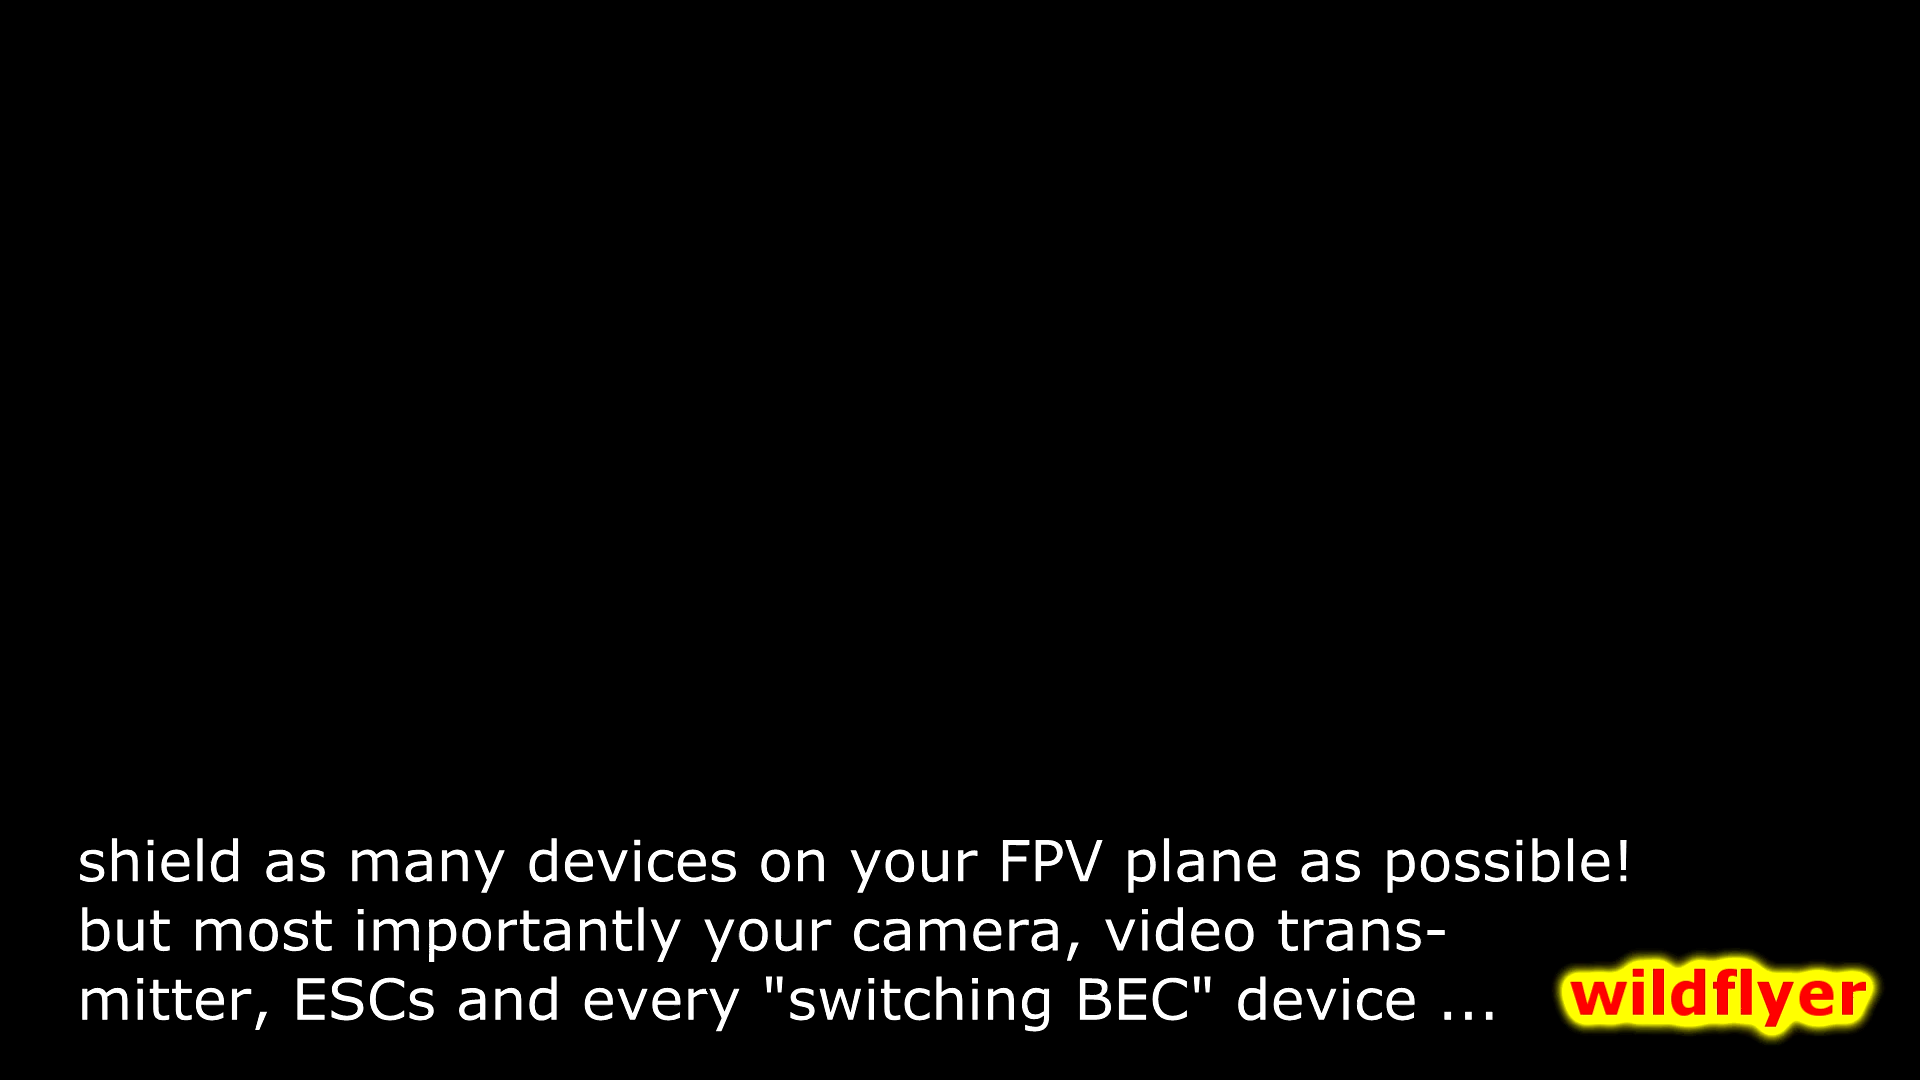 shield as many devices on your FPV plane as possible!
but most importantly your camera, video trans-
mitter, ESCs and every "switching BEC" device ...
wildflyer